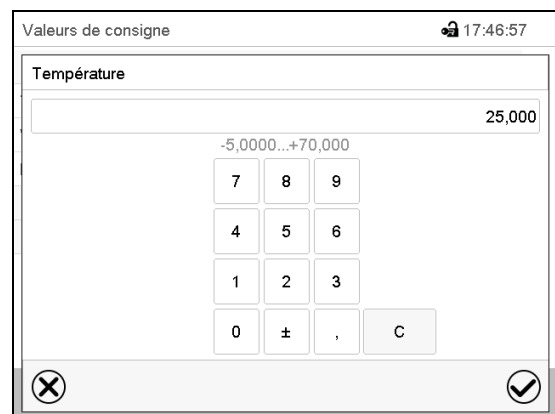 Valeurs de consigne 17:46:57
Température
25,000
-5,0000...+70,000
7 8 9
4 5 6
1 2 3
0 ± , C